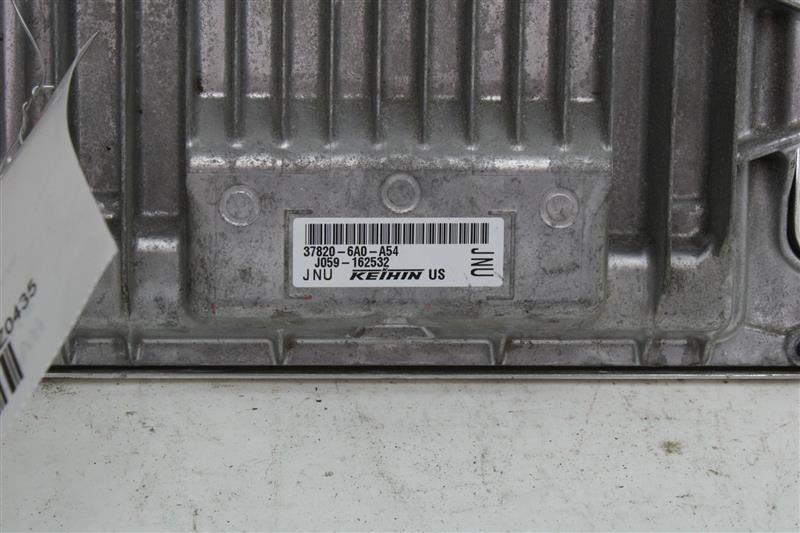 37820-6A0-A54
J059-162532
JNU KEIHIN US
JNU